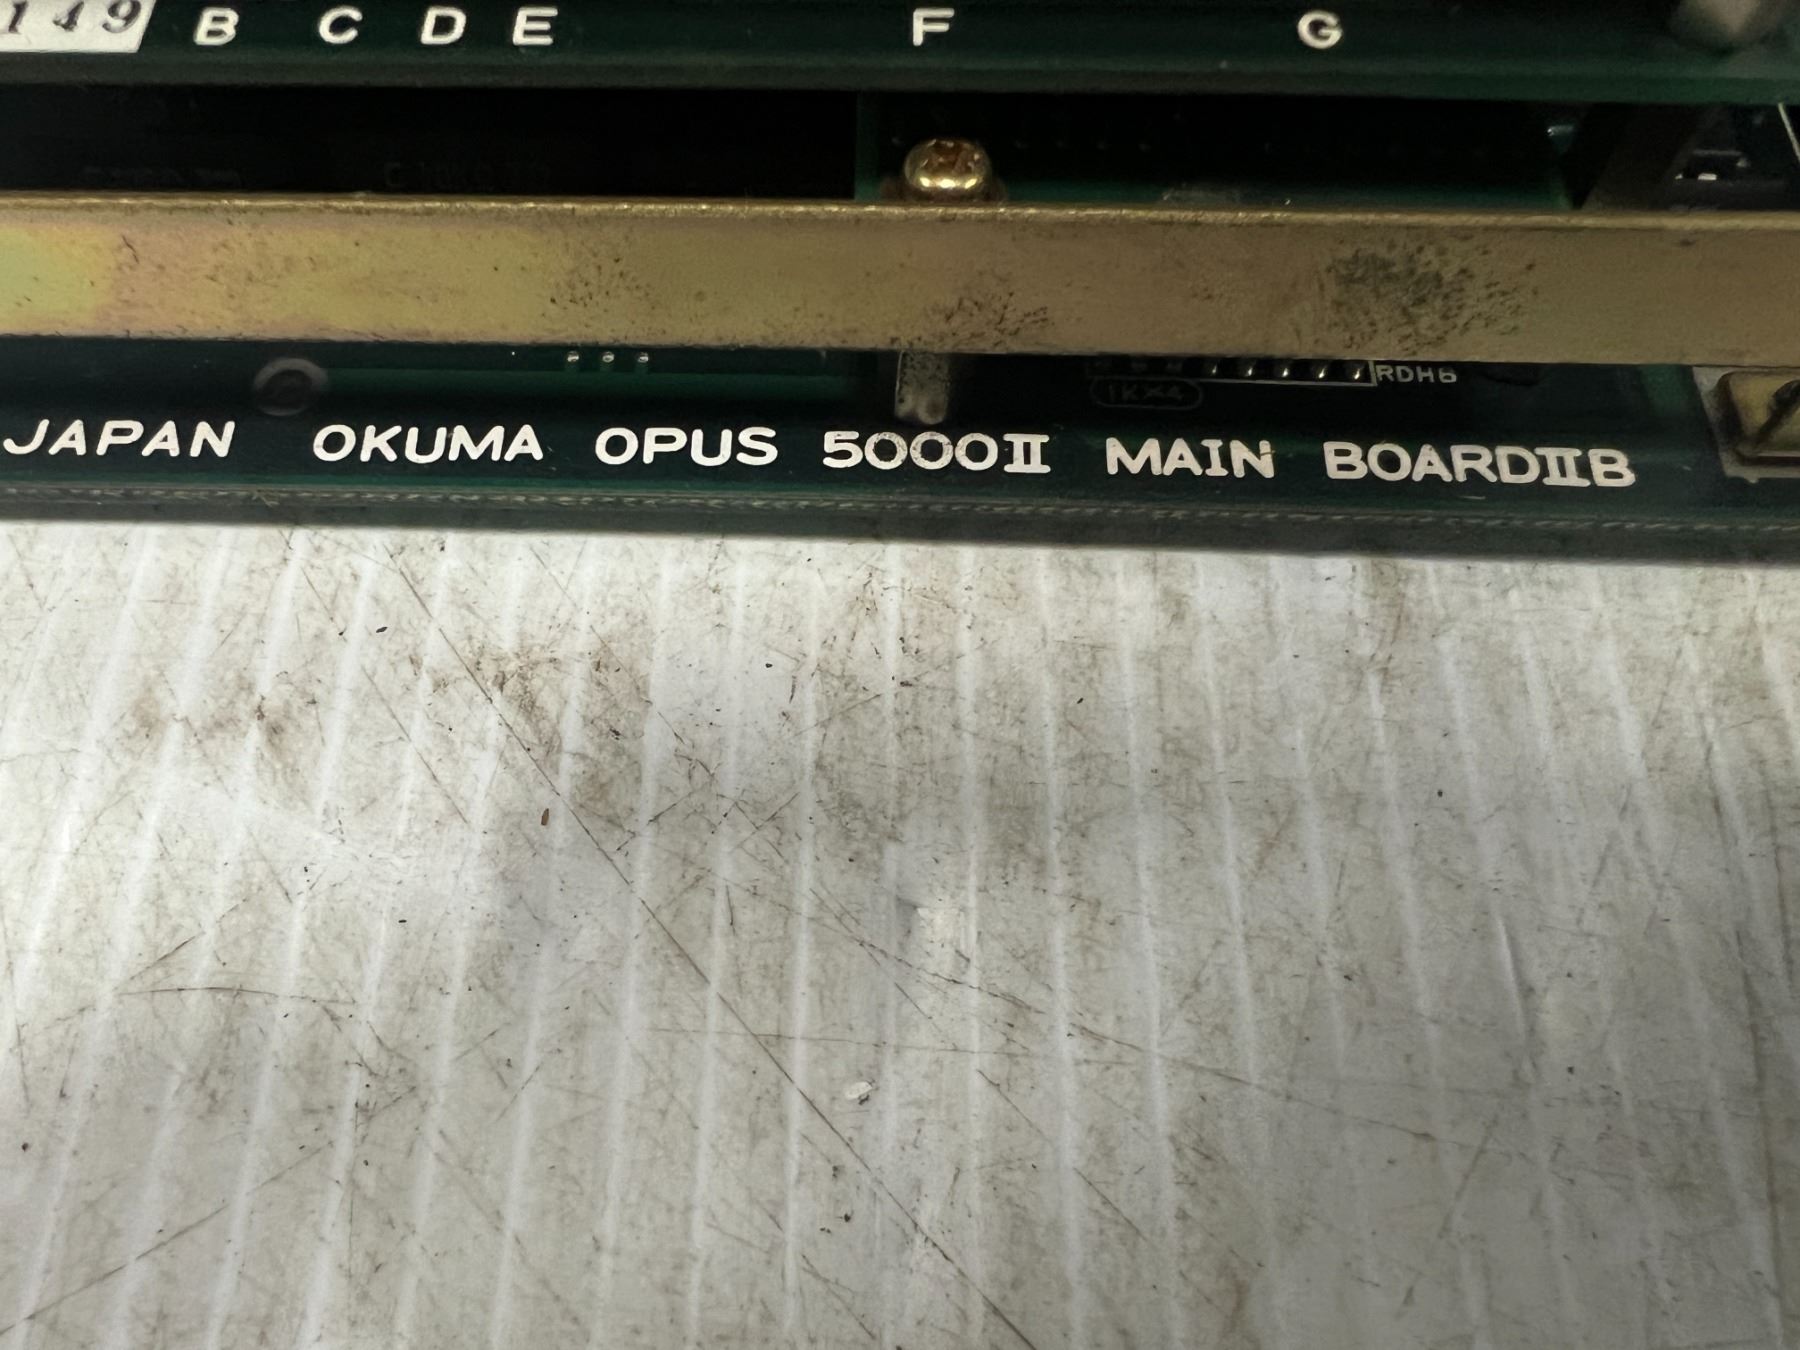 149 B C D E F G
RDH6
1K×4
JAPAN OKUMA OPUS 5000II MAIN BOARDIIB